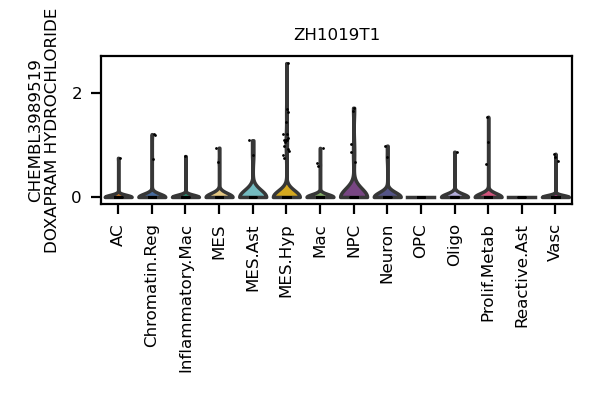 ZH1019T1
CHEMBL3989519
DOXAPRAM HYDROCHLORIDE
2
0
AC
Chromatin.Reg
Inflammatory.Mac
MES
MES.Ast
MES.Hyp
Mac
NPC
Neuron
OPC
Oligo
Prolif.Metab
Reactive.Ast
Vasc